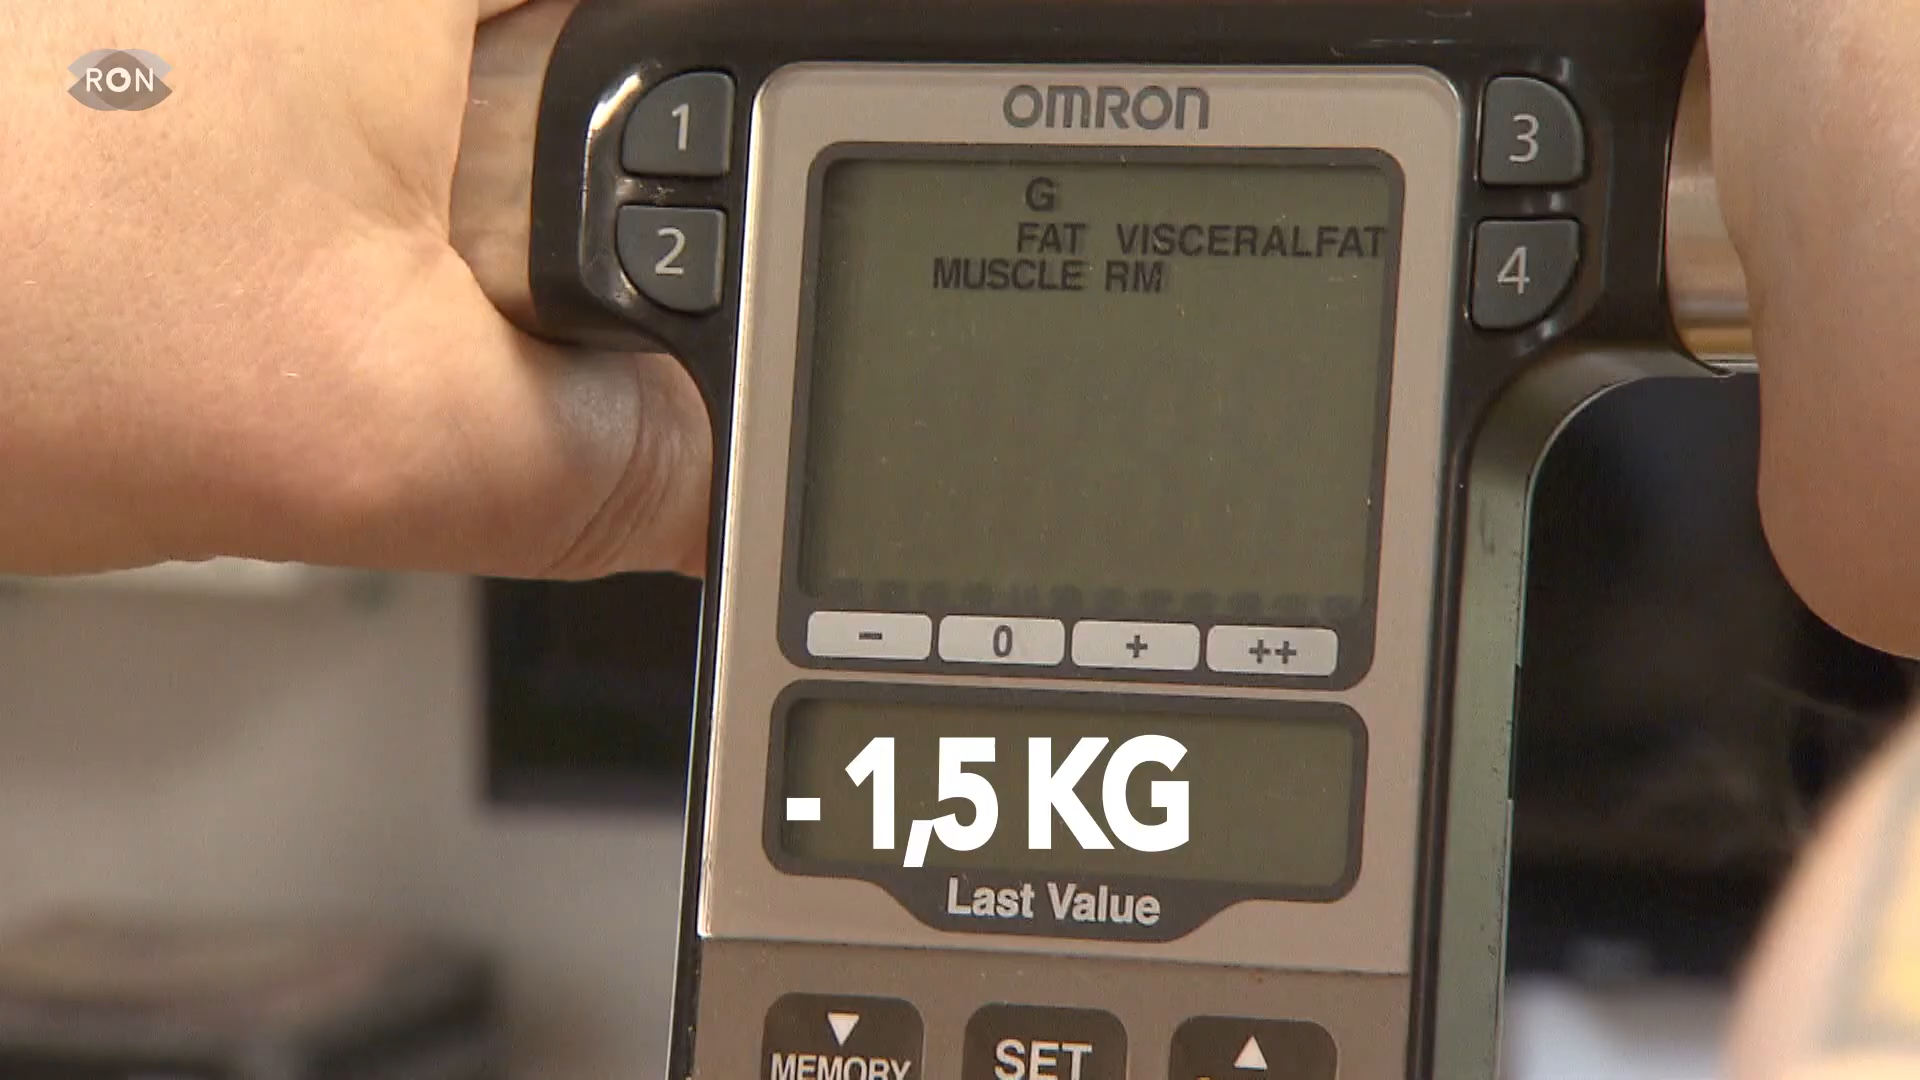 RON
OMRON
1
3
2
4
G
FAT VISCERALFAT
MUSCLE RM
- 0 + ++
- 1,5 KG
Last Value
MEMORY
SET